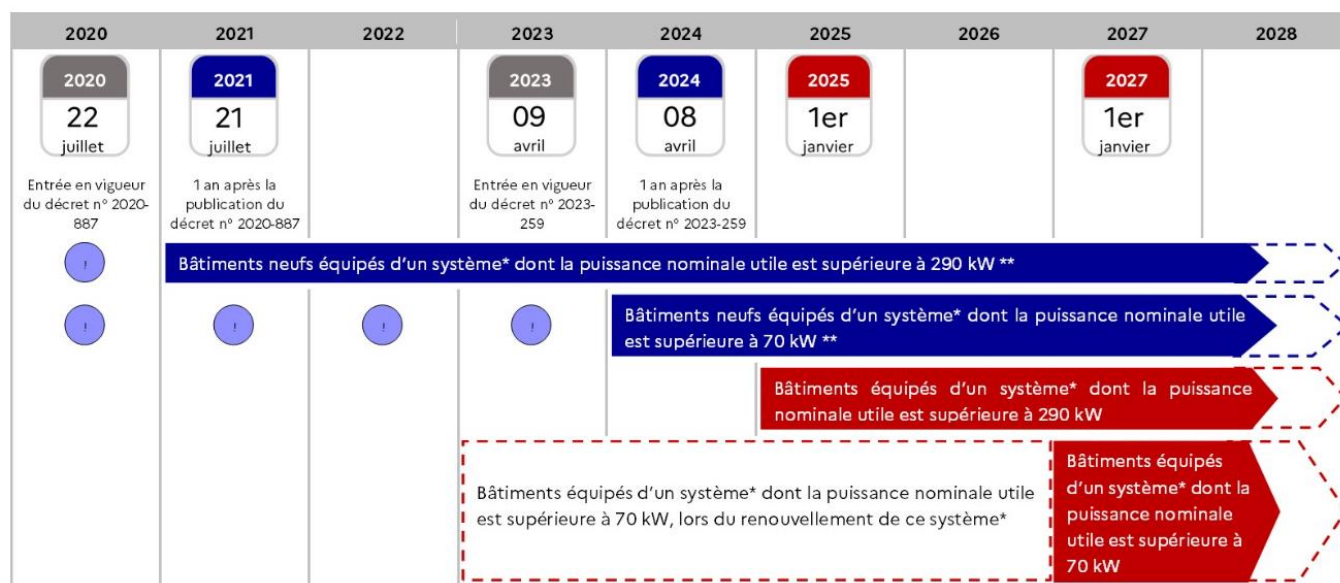 2020 2021 2022 2023 2024 2025 2026 2027 2028
2020 2021 2023 2024 2025 2027
22 21 09 08 1er 1er
juillet juillet avril avril janvier janvier
Entrée en vigueur
du décret n° 2020-
887
1 an après la
publication du
décret n° 2020-887
Entrée en vigueur
du décret n° 2023-
259
1 an après la
publication du
décret n° 2023-259
! Bâtiments neufs équipés d'un système* dont la puissance nominale utile est supérieure à 290 kW **
! ! ! !
Bâtiments neufs équipés d'un système* dont la puissance nominale utile
est supérieure à 70 kW **
Bâtiments équipés d'un système* dont la puissance
nominale utile est supérieure à 290 kW
Bâtiments équipés d'un système* dont la puissance nominale utile
est supérieure à 70 kW, lors du renouvellement de ce système*
Bâtiments équipés
d'un système* dont la
puissance nominale
utile est supérieure à
70 kW